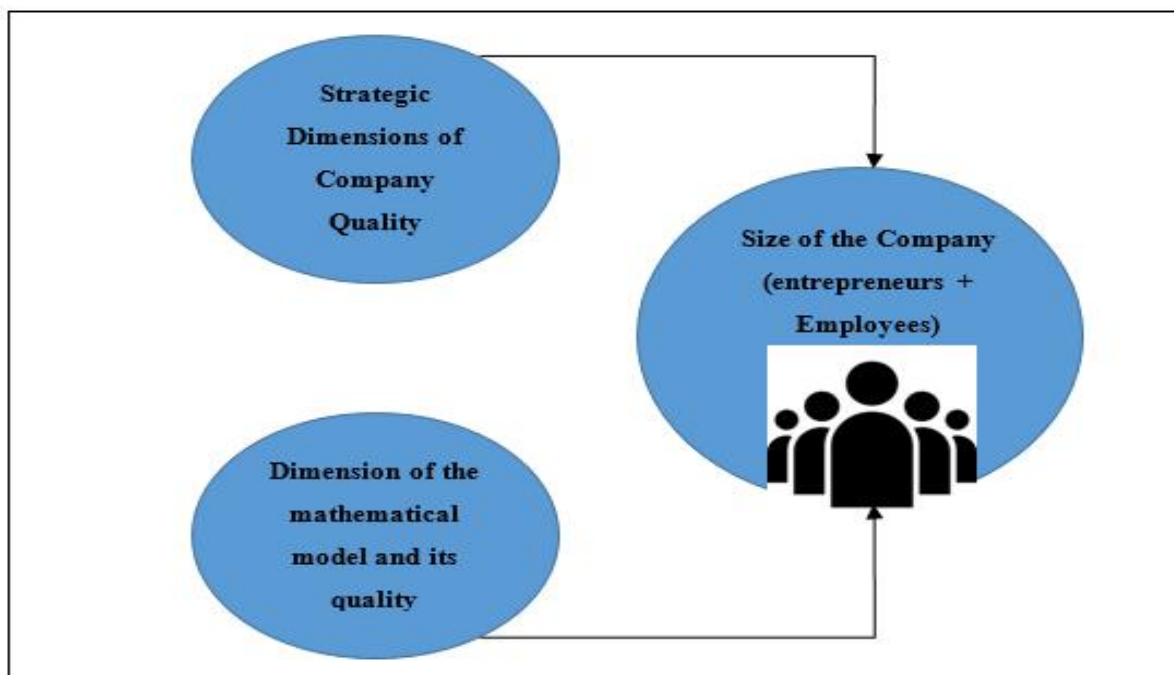 Strategic
Dimensions of
Company
Quality
Size of the Company
(entrepreneurs +
Employees)
Dimension of the
mathematical
model and its
quality